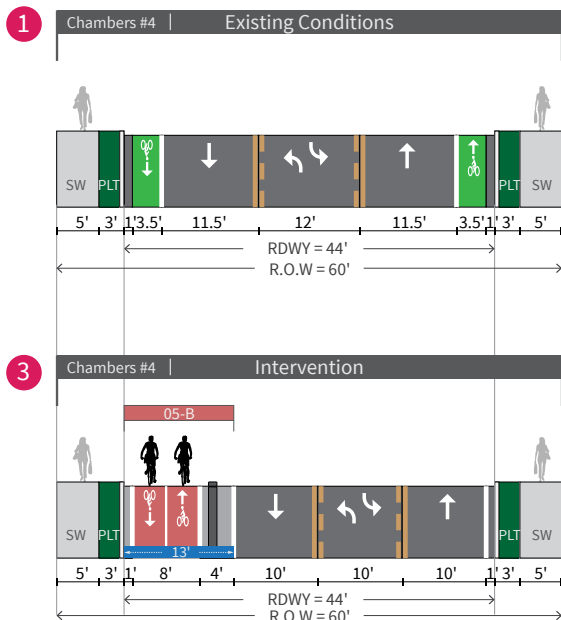 1
Chambers #4 | Existing Conditions
SW PLT PLT SW
5' 3' 1' 3.5' 11.5' 12' 11.5' 3.5' 1' 3' 5'
RDWY = 44'
R.O.W = 60'
3
Chambers #4 | Intervention
05-B
SW PLT PLT SW
13'
5' 3' 1' 8' 4' 10' 10' 10' 1' 3' 5'
RDWY = 44'
R.O.W = 60'